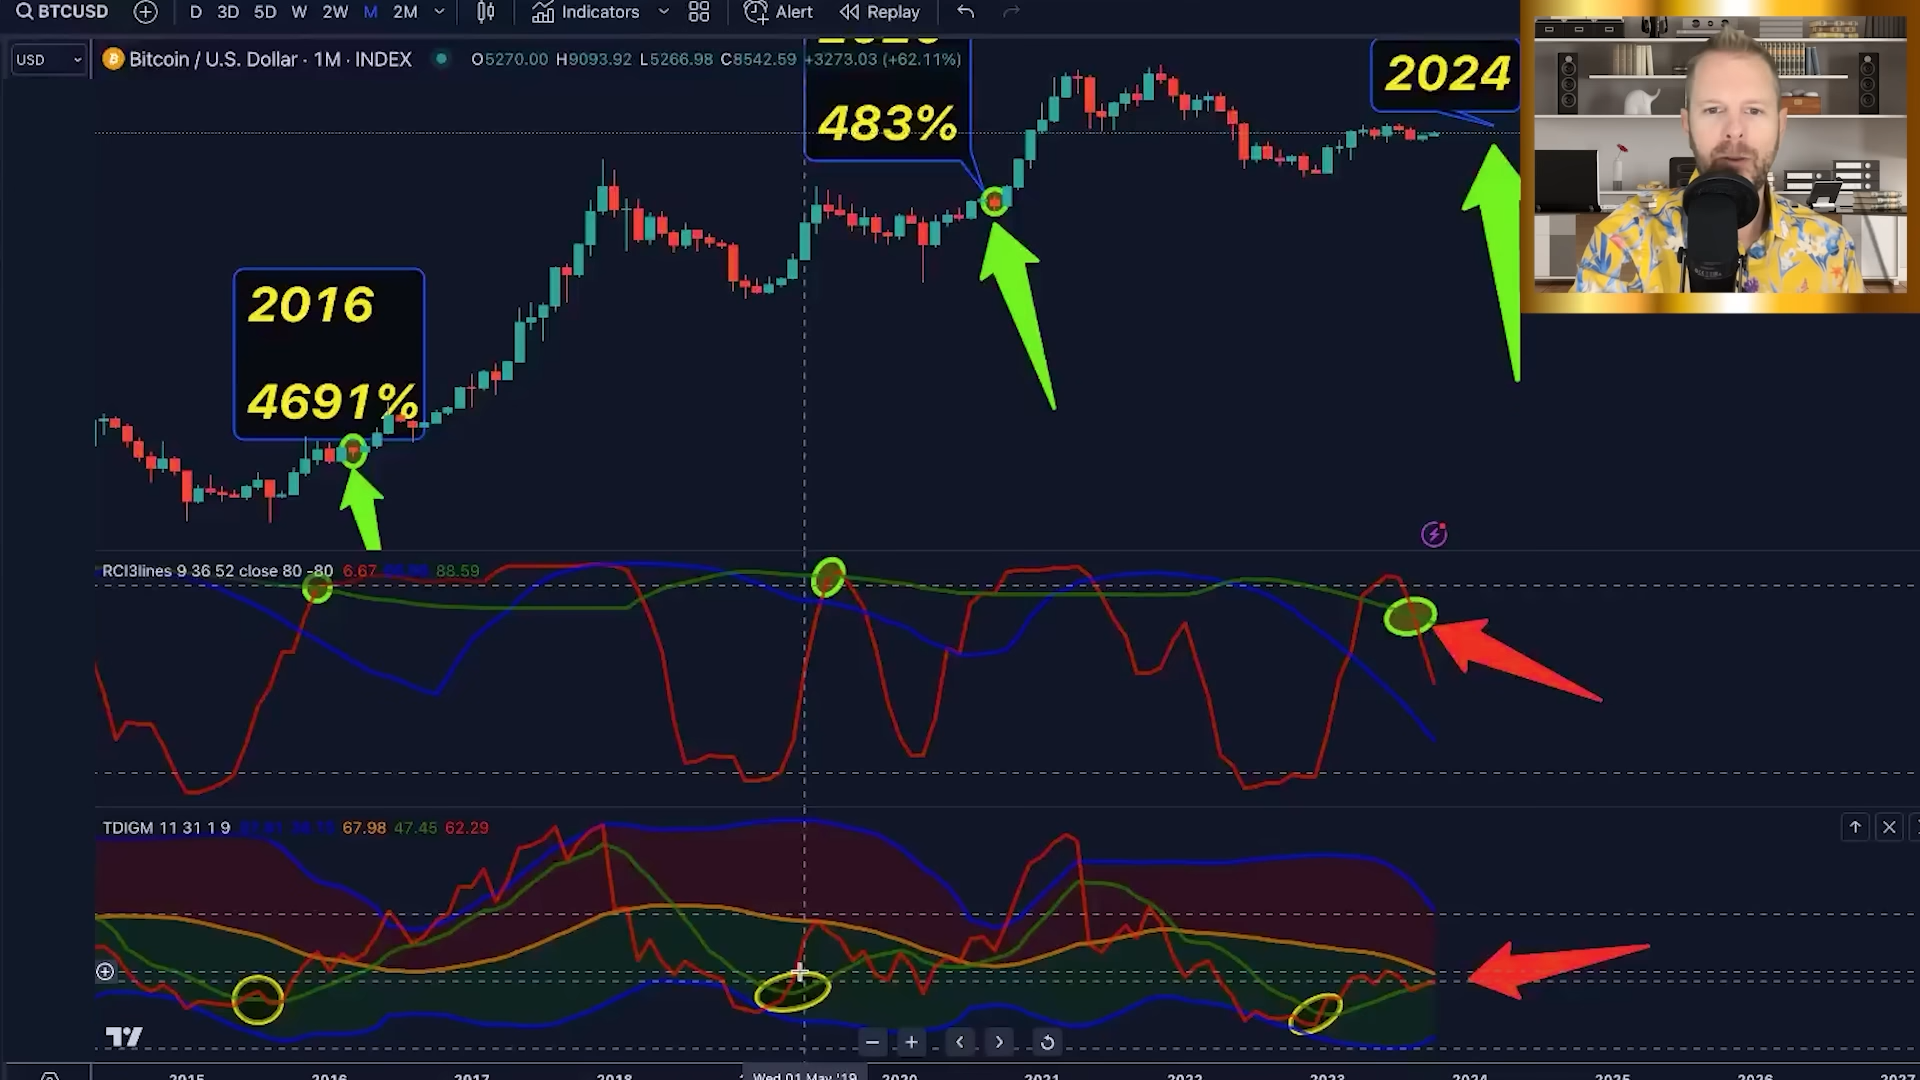 BTCUSD D 3D 5D W 2W M 2M Indicators Alert Replay
USD Bitcoin / U.S. Dollar · 1M · INDEX O5270.00 H9093.92 L5266.98 C8542.59 +3273.03 (+62.11%)
483%
2024
2016
4691%
RCI3lines 9 36 52 close 80 -80 6.67 88.59
TDIGM 11 31 1 9 67.98 47.45 62.29
2015 2016 2017 2018 Wed 01 May '19 2020 2021 2022 2023 2024 2025 2026 2027